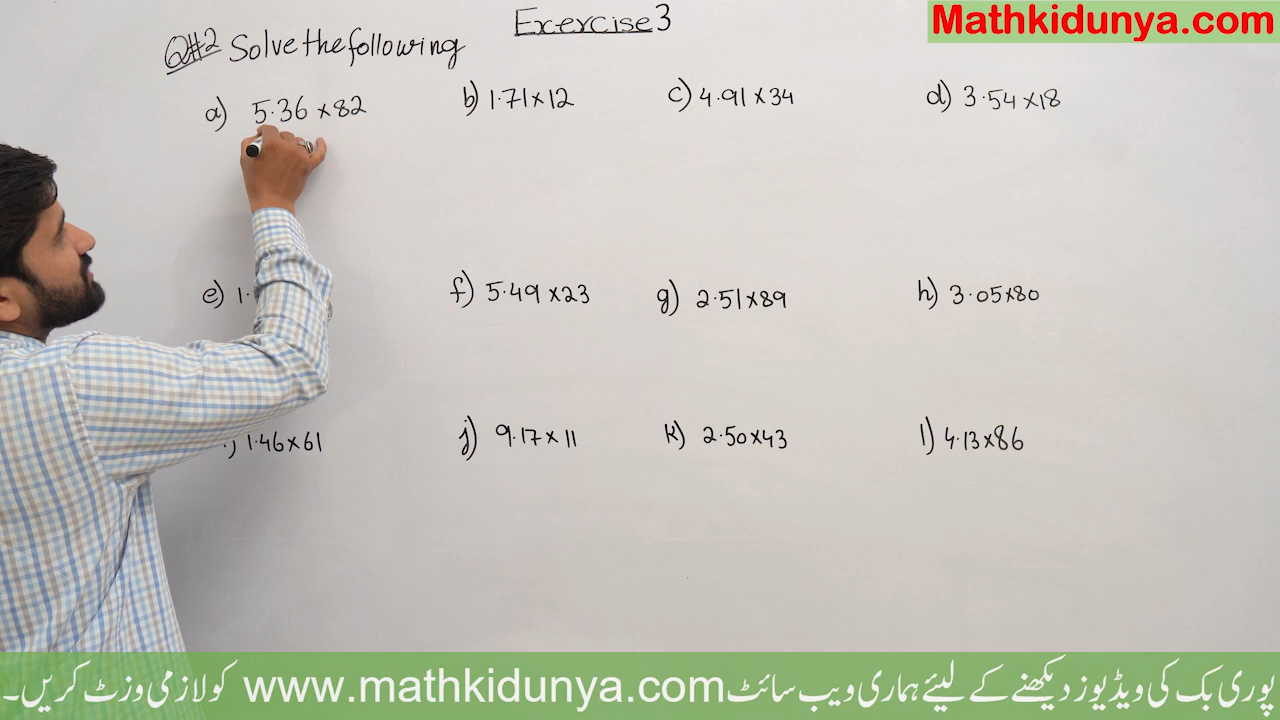 Exercise 3
Mathkidunya.com
Q#2 Solve the following
a) 5.36 x 82 b) 1.71 x 12 c) 4.91 x 34 d) 3.54 x 18
e) 1. f) 5.49 x 23 g) 2.51 x 89 h) 3.05 x 80
) 1.46 x 61 j) 9.17 x 11 k) 2.50 x 43 l) 4.13 x 86
پوری بک کی ویڈیوز دیکھنے کے لیئے ہماری ویب سائٹ www.mathkidunya.com کو لازمی وزٹ کریں۔